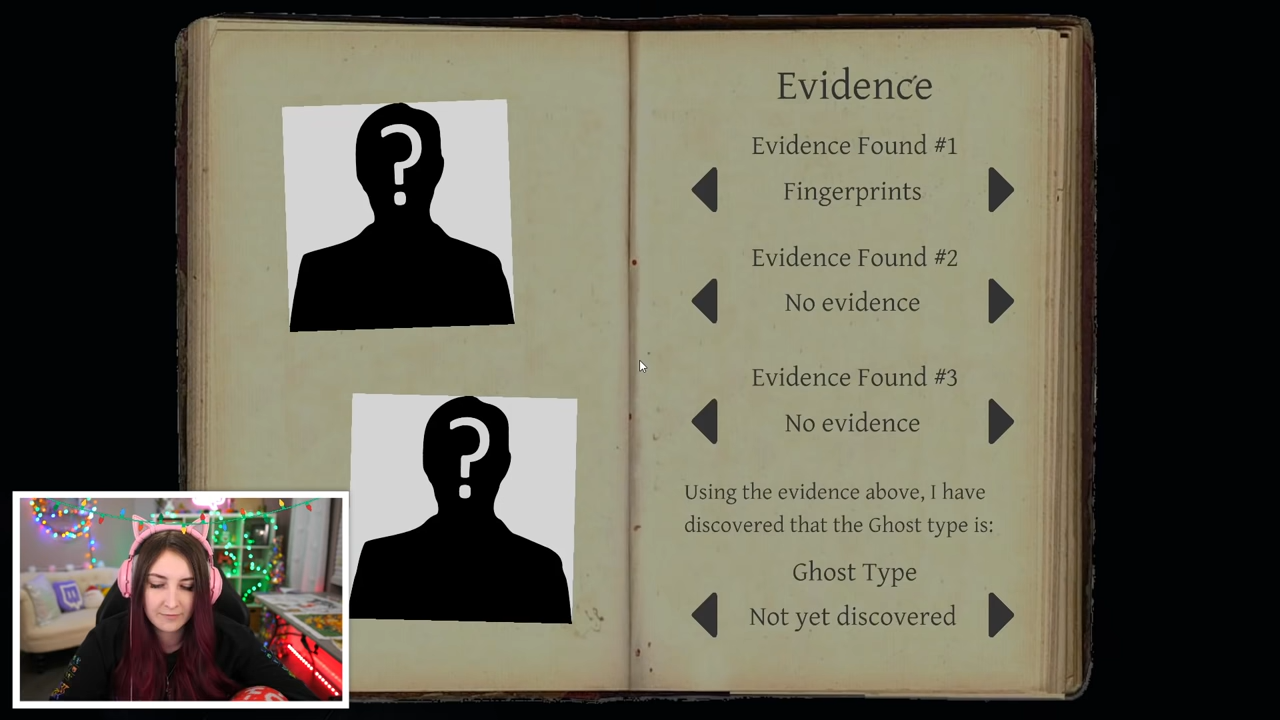 Evidence
Evidence Found #1
Fingerprints
Evidence Found #2
No evidence
Evidence Found #3
No evidence
Using the evidence above, I have
discovered that the Ghost type is:
Ghost Type
Not yet discovered